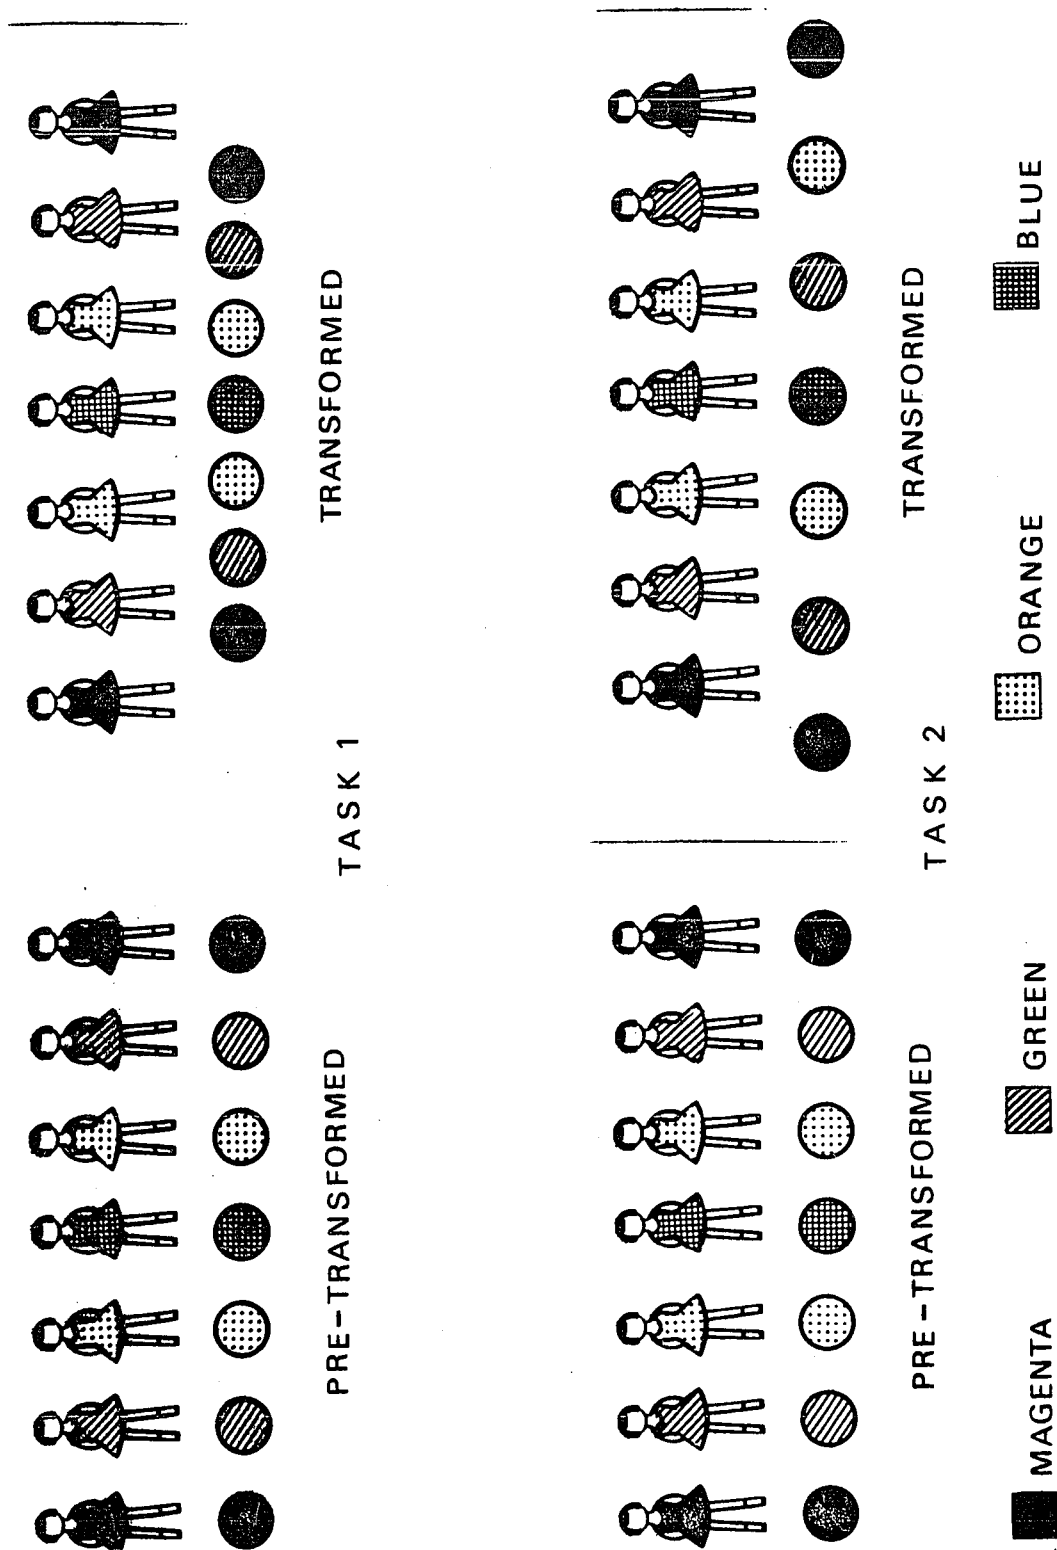 PRE-TRANSFORMED
TRANSFORMED
TASK 1
PRE-TRANSFORMED
TRANSFORMED
TASK 2
MAGENTA
GREEN
ORANGE
BLUE